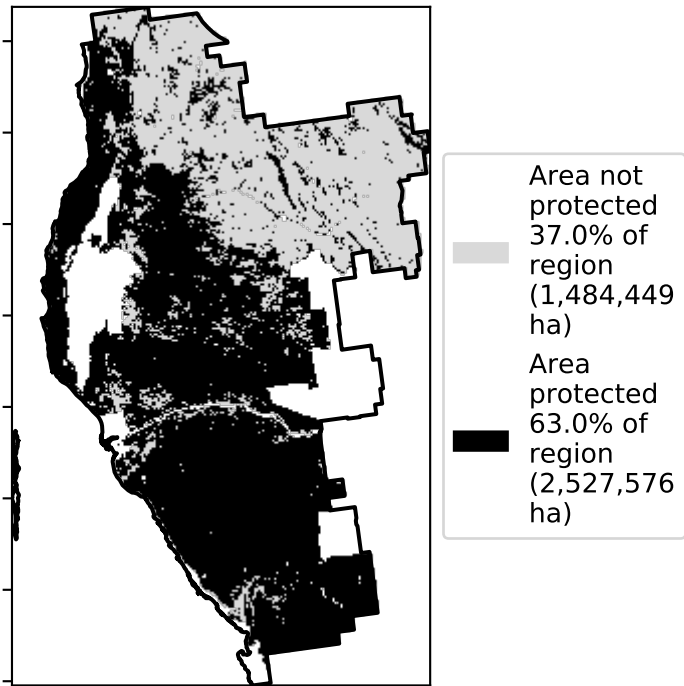 Area not
protected
37.0% of
region
(1,484,449
ha)
Area
protected
63.0% of
region
(2,527,576
ha)